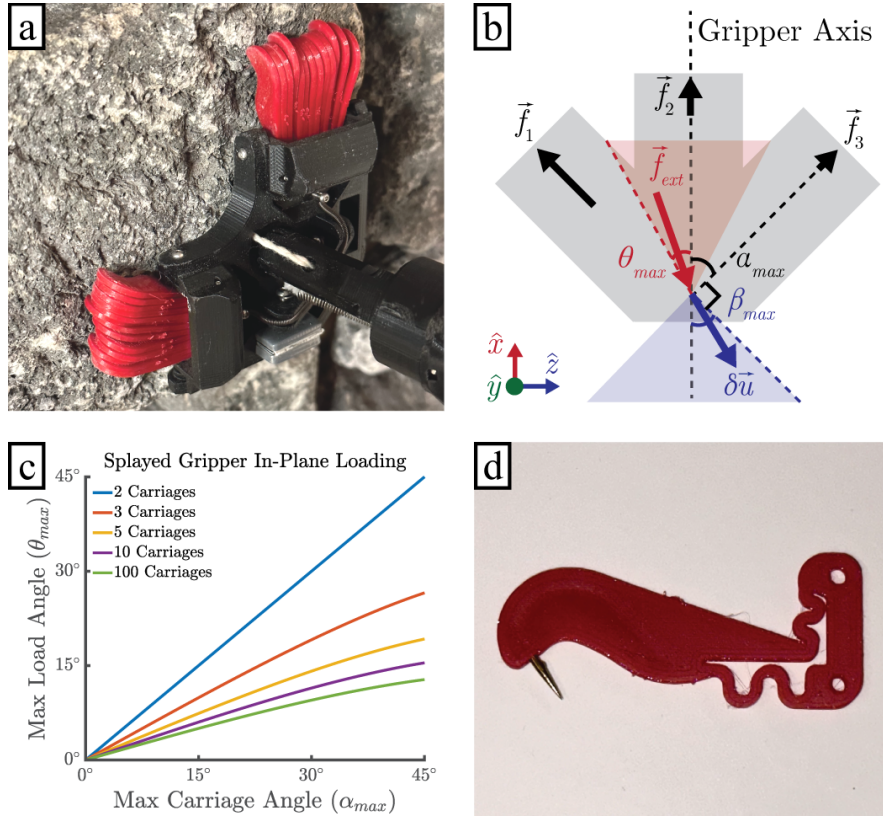 a
b
Gripper Axis
f⃗₁
f⃗₂
f⃗₃
f⃗ₑₓₜ
θₘₐₓ
αₘₐₓ
βₘₐₓ
δu⃗
x̂
ŷ
ẑ
c
Splayed Gripper In-Plane Loading
45°
30°
15°
0°
Max Load Angle (θₘₐₓ)
2 Carriages
3 Carriages
5 Carriages
10 Carriages
100 Carriages
0° 15° 30° 45°
Max Carriage Angle (αₘₐₓ)
d